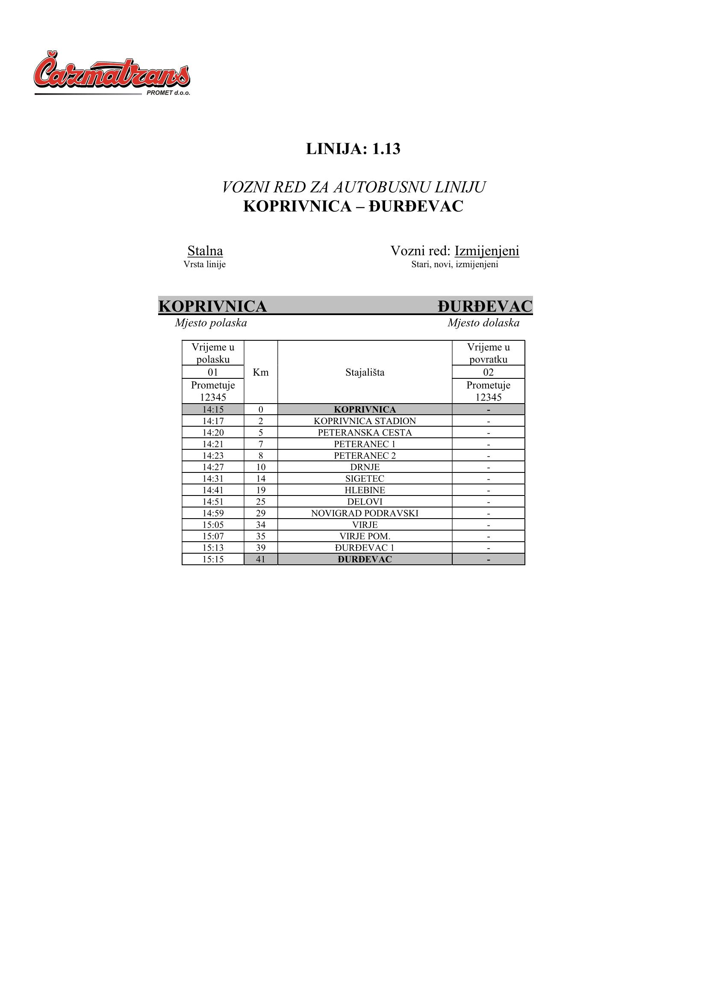 Čazmatrans
PROMET d.o.o.
LINIJA: 1.13
VOZNI RED ZA AUTOBUSNU LINIJU
KOPRIVNICA – ĐURĐEVAC
Stalna Vozni red: Izmijenjeni
Vrsta linije Stari, novi, izmijenjeni
KOPRIVNICA ĐURĐEVAC
Mjesto polaska Mjesto dolaska
Vrijeme u Vrijeme u
polasku povratku
01 Km Stajališta 02
Prometuje Prometuje
12345 12345
14:15 0 KOPRIVNICA -
14:17 2 KOPRIVNICA STADION -
14:20 5 PETERANSKA CESTA -
14:21 7 PETERANEC 1 -
14:23 8 PETERANEC 2 -
14:27 10 DRNJE -
14:31 14 SIGETEC -
14:41 19 HLEBINE -
14:51 25 DELOVI -
14:59 29 NOVIGRAD PODRAVSKI -
15:05 34 VIRJE -
15:07 35 VIRJE POM. -
15:13 39 ĐURĐEVAC 1 -
15:15 41 ĐURĐEVAC -